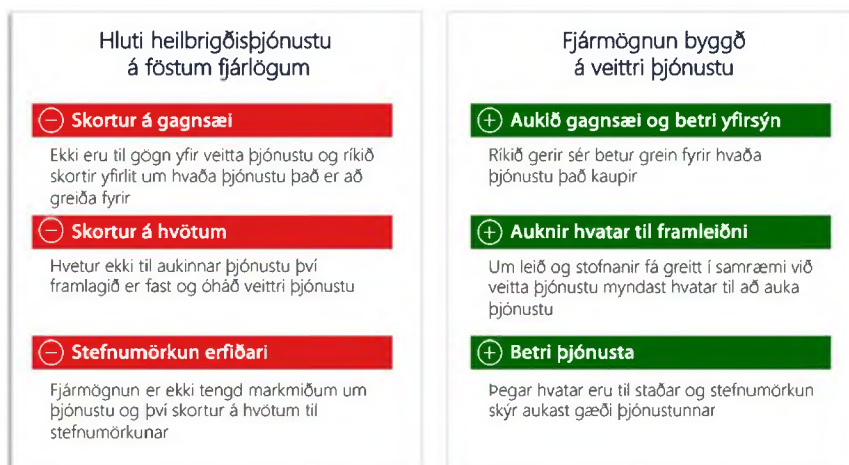 Hluti heilbrigðisþjónustu
á föstum fjárlögum
Skortur á gagnsæi
Ekki eru til gögn yfir veitta þjónustu og ríkið
skortir yfirlit um hvaða þjónustu það er að
greiða fyrir
Skortur á hvötum
Hvetur ekki til aukinnar þjónustu því
framlagið er fast og óháð veittri þjónustu
Stefnumörkun erfiðari
Fjármögnun er ekki tengd markmiðum um
þjónustu og því skortur á hvötum til
stefnumörkunar
Fjármögnun byggð
á veittri þjónustu
Aukið gagnsæi og betri yfirsýn
Ríkið gerir sér betur grein fyrir hvaða
þjónustu það kaupir
Auknir hvatar til framleiðni
Um leið og stofnanir fá greitt í samræmi við
veitta þjónustu myndast hvatar til að auka
þjónustu
Betri þjónusta
Þegar hvatar eru til staðar og stefnumörkun
skýr aukast gæði þjónustunnar